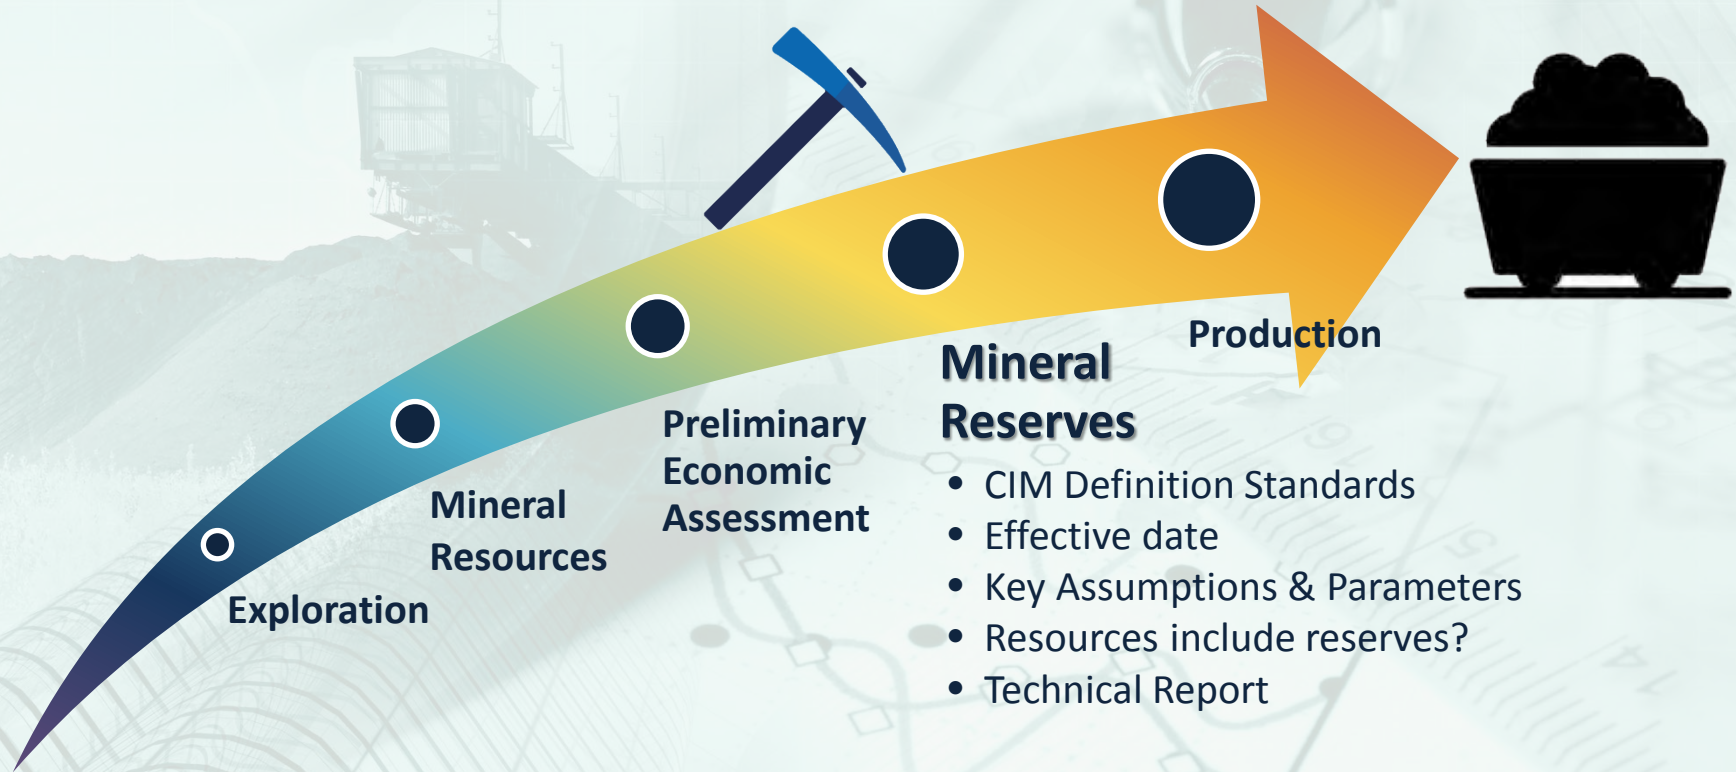 Exploration
Mineral
Resources
Preliminary
Economic
Assessment
Mineral
Reserves
• CIM Definition Standards
• Effective date
• Key Assumptions & Parameters
• Resources include reserves?
• Technical Report
Production